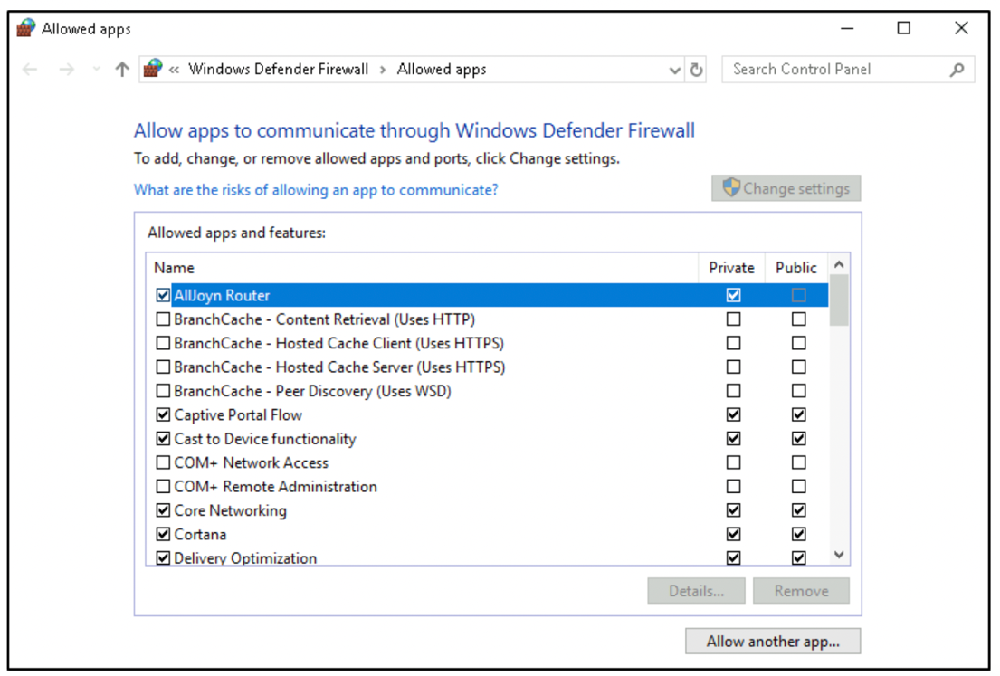 Allowed apps
« Windows Defender Firewall › Allowed apps
Search Control Panel
Allow apps to communicate through Windows Defender Firewall
To add, change, or remove allowed apps and ports, click Change settings.
What are the risks of allowing an app to communicate?
Change settings
Allowed apps and features:
Name Private Public
AllJoyn Router
BranchCache - Content Retrieval (Uses HTTP)
BranchCache - Hosted Cache Client (Uses HTTPS)
BranchCache - Hosted Cache Server (Uses HTTPS)
BranchCache - Peer Discovery (Uses WSD)
Captive Portal Flow
Cast to Device functionality
COM+ Network Access
COM+ Remote Administration
Core Networking
Cortana
Delivery Optimization
Details... Remove
Allow another app...